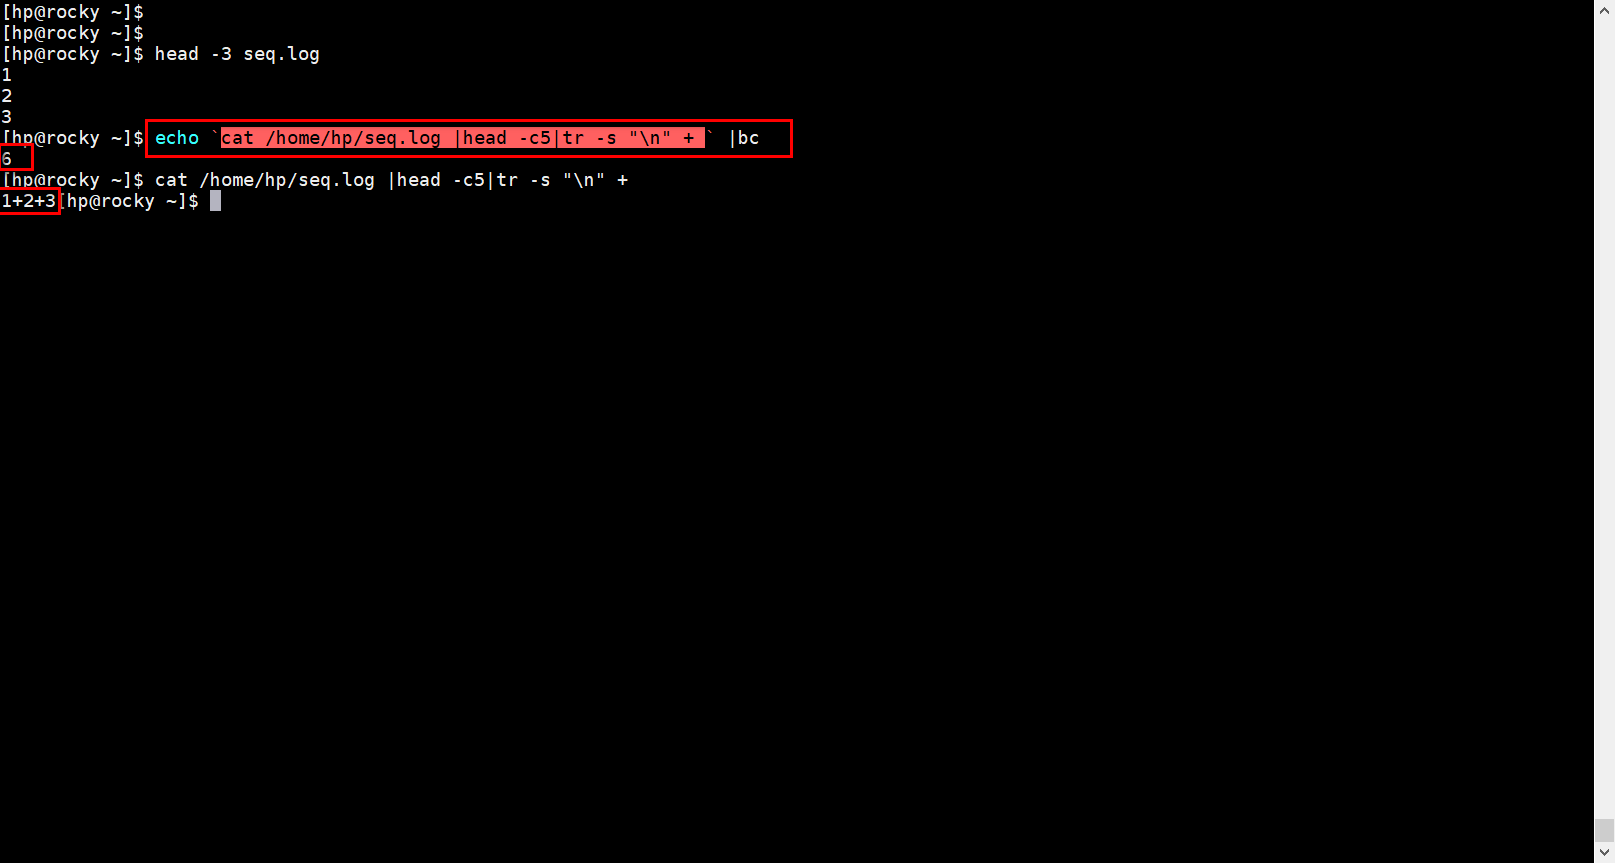 [hp@rocky ~]$
[hp@rocky ~]$
[hp@rocky ~]$ head -3 seq.log
1
2
3
[hp@rocky ~]$ echo `cat /home/hp/seq.log |head -c5|tr -s "\n" + `  |bc
6
[hp@rocky ~]$ cat /home/hp/seq.log |head -c5|tr -s "\n" +
1+2+3[hp@rocky ~]$